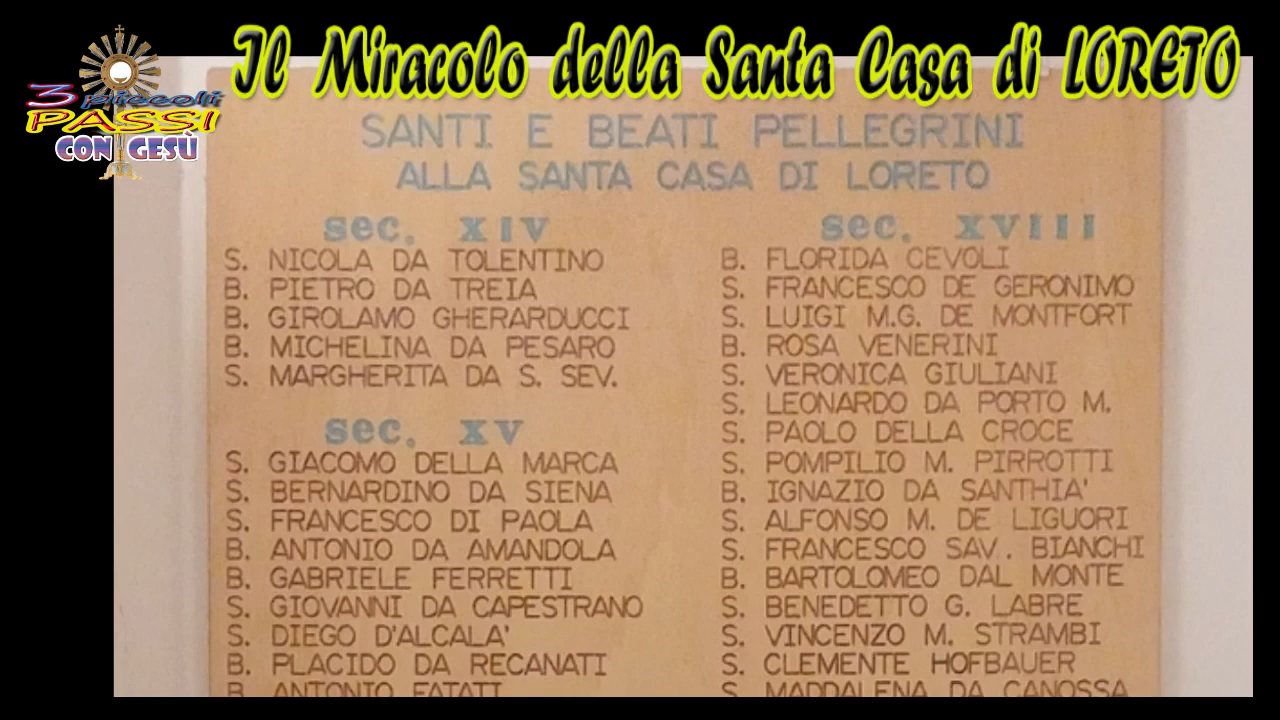 Il Miracolo della Santa Casa di LORETO
3 piccoli
PASSI
CON GESÙ
SANTI E BEATI PELLEGRINI
ALLA SANTA CASA DI LORETO
sec. XIV
S. NICOLA DA TOLENTINO
B. PIETRO DA TREIA
B. GIROLAMO GHERARDUCCI
B. MICHELINA DA PESARO
S. MARGHERITA DA S. SEV.
sec. XV
S. GIACOMO DELLA MARCA
S. BERNARDINO DA SIENA
S. FRANCESCO DI PAOLA
B. ANTONIO DA AMANDOLA
B. GABRIELE FERRETTI
S. GIOVANNI DA CAPESTRANO
S. DIEGO D'ALCALA'
B. PLACIDO DA RECANATI
B. ANTONIO FATATI
sec. XVIII
B. FLORIDA CEVOLI
S. FRANCESCO DE GERONIMO
S. LUIGI M.G. DE MONTFORT
B. ROSA VENERINI
S. VERONICA GIULIANI
S. LEONARDO DA PORTO M.
S. PAOLO DELLA CROCE
S. POMPILIO M. PIRROTTI
B. IGNAZIO DA SANTHIA'
S. ALFONSO M. DE LIGUORI
S. FRANCESCO SAV. BIANCHI
B. BARTOLOMEO DAL MONTE
S. BENEDETTO G. LABRE
S. VINCENZO M. STRAMBI
S. CLEMENTE HOFBAUER
S. MADDALENA DA CANOSSA